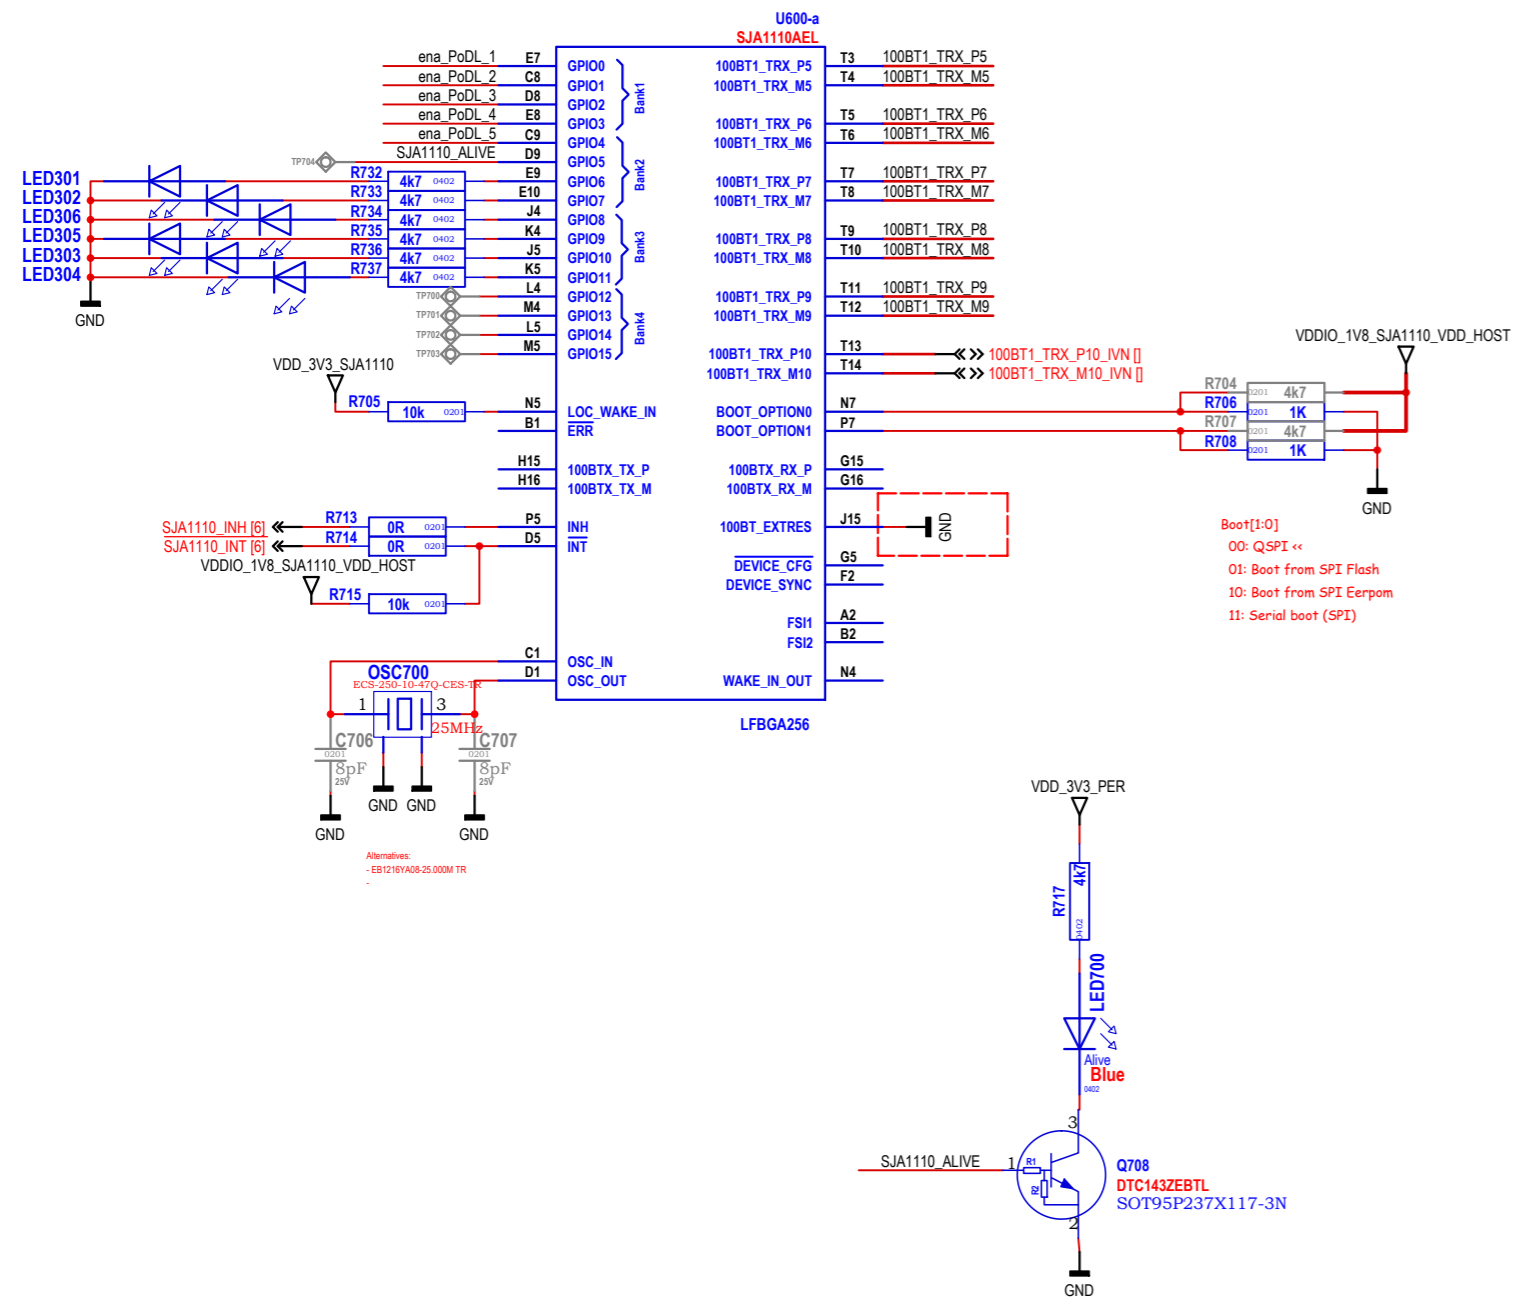 U600-a
SJA1110AEL
ena_PoDL_1 E7 GPIO0
ena_PoDL_2 C8 GPIO1
ena_PoDL_3 D8 GPIO2
ena_PoDL_4 E8 GPIO3
Bank1
ena_PoDL_5 C9 GPIO4
TP704 SJA1110_ALIVE D9 GPIO5
LED301 R732 4k7 0402 E9 GPIO6
LED302 R733 4k7 0402 E10 GPIO7
Bank2
LED306 R734 4k7 0402 J4 GPIO8
LED305 R735 4k7 0402 K4 GPIO9
LED303 R736 4k7 0402 J5 GPIO10
LED304 R737 4k7 0402 K5 GPIO11
Bank3
GND
TP700 L4 GPIO12
TP701 M4 GPIO13
TP702 L5 GPIO14
TP703 M5 GPIO15
Bank4
VDD_3V3_SJA1110
R705 10k 0201 N5 LOC_WAKE_IN
B1 ERR
H15 100BTX_TX_P
H16 100BTX_TX_M
SJA1110_INH [6] R713 0R 0201 P5 INH
SJA1110_INT [6] R714 0R 0201 D5 INT
VDDIO_1V8_SJA1110_VDD_HOST
R715 10k 0201
C1 OSC_IN
D1 OSC_OUT
OSC700
ECS-250-10-47Q-CES-TR
1 3
25MHz
C706 0201 8pF 25V
C707 0201 8pF 25V
GND GND
GND GND
Alternatives:
- EB1216YA08-25.000M TR
-
100BT1_TRX_P5 T3 100BT1_TRX_P5
100BT1_TRX_M5 T4 100BT1_TRX_M5
100BT1_TRX_P6 T5 100BT1_TRX_P6
100BT1_TRX_M6 T6 100BT1_TRX_M6
100BT1_TRX_P7 T7 100BT1_TRX_P7
100BT1_TRX_M7 T8 100BT1_TRX_M7
100BT1_TRX_P8 T9 100BT1_TRX_P8
100BT1_TRX_M8 T10 100BT1_TRX_M8
100BT1_TRX_P9 T11 100BT1_TRX_P9
100BT1_TRX_M9 T12 100BT1_TRX_M9
100BT1_TRX_P10 T13 100BT1_TRX_P10_IVN []
100BT1_TRX_M10 T14 100BT1_TRX_M10_IVN []
BOOT_OPTION0 N7
BOOT_OPTION1 P7
VDDIO_1V8_SJA1110_VDD_HOST
R704 0201 4k7
R706 0201 1K
R707 0201 4k7
R708 0201 1K
GND
100BTX_RX_P G15
100BTX_RX_M G16
100BT_EXTRES J15 GND
DEVICE_CFG G5
DEVICE_SYNC F2
FSI1 A2
FSI2 B2
WAKE_IN_OUT N4
LFBGA256
Boot[1:0]
00: QSPI <<
01: Boot from SPI Flash
10: Boot from SPI Eerpom
11: Serial boot (SPI)
VDD_3V3_PER
R717 4k7 0402
LED700
Alive
Blue
0402
3
SJA1110_ALIVE 1 R1
R2
Q708
DTC143ZEBTL
SOT95P237X117-3N
2
GND